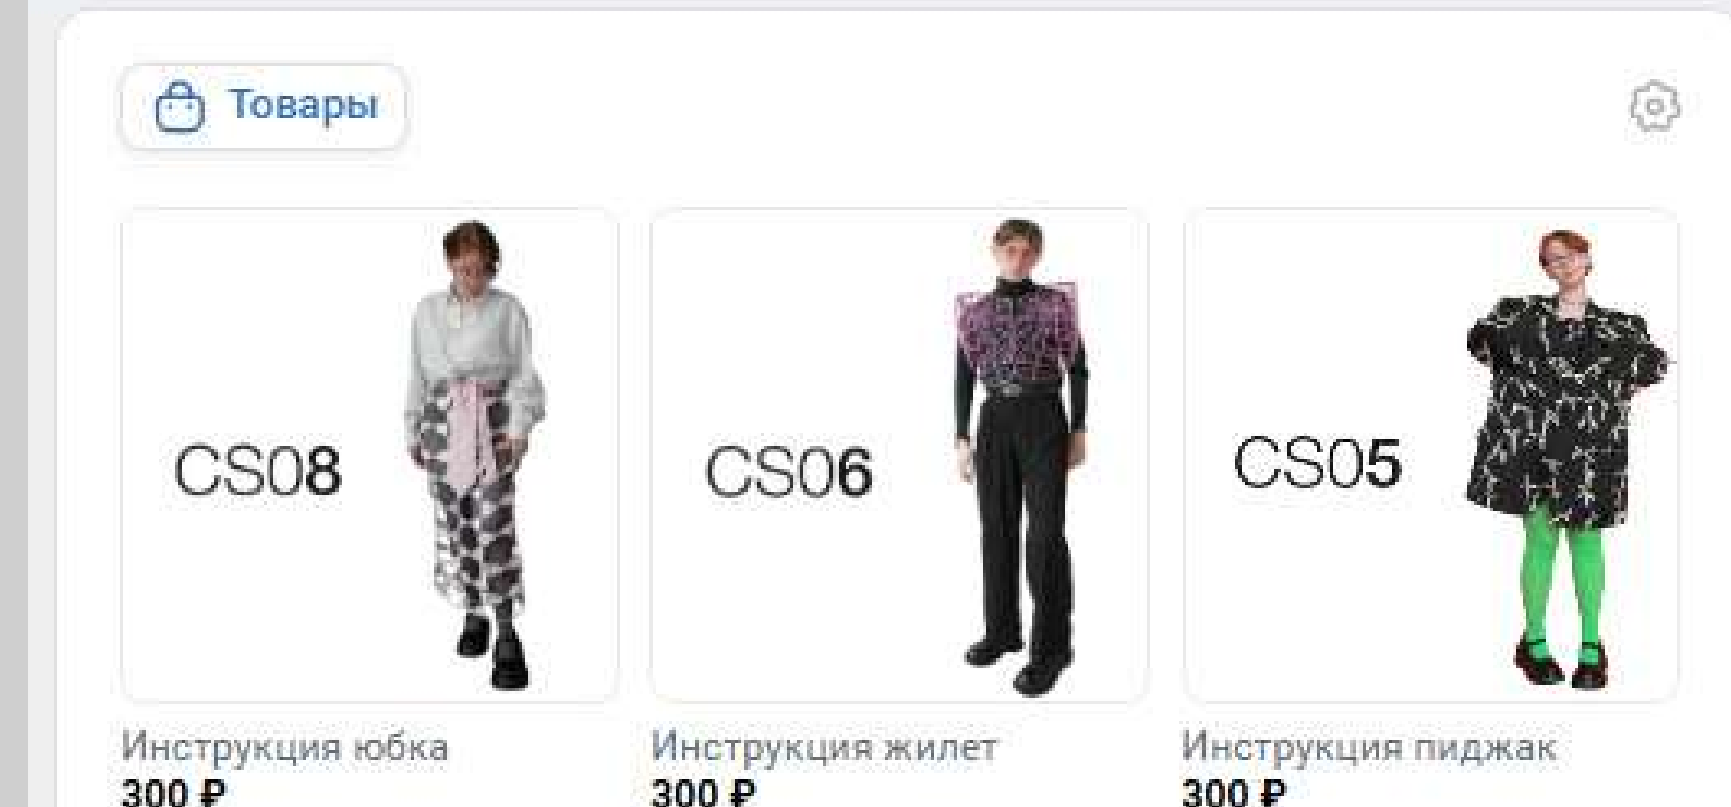 Товары
CS08
CS06
CS05
Инструкция юбка
300 ₽
Инструкция жилет
300 ₽
Инструкция пиджак
300 ₽